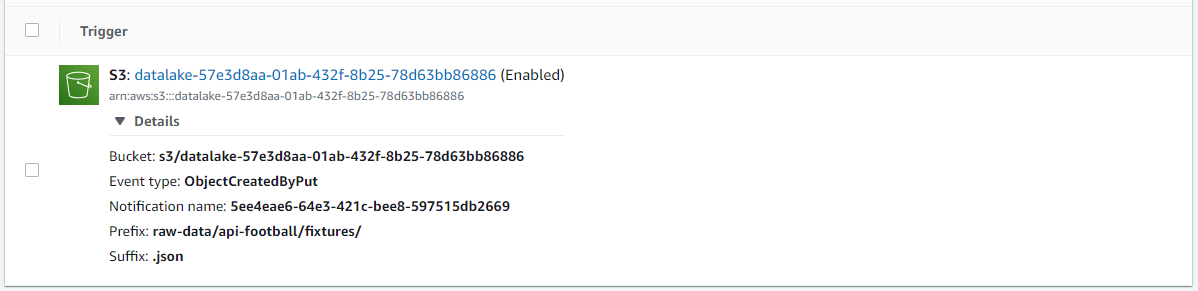 Trigger
S3: datalake-57e3d8aa-01ab-432f-8b25-78d63bb86886 (Enabled)
arn:aws:s3:::datalake-57e3d8aa-01ab-432f-8b25-78d63bb86886
Details
Bucket: s3/datalake-57e3d8aa-01ab-432f-8b25-78d63bb86886
Event type: ObjectCreatedByPut
Notification name: 5ee4eae6-64e3-421c-bee8-597515db2669
Prefix: raw-data/api-football/fixtures/
Suffix: .json